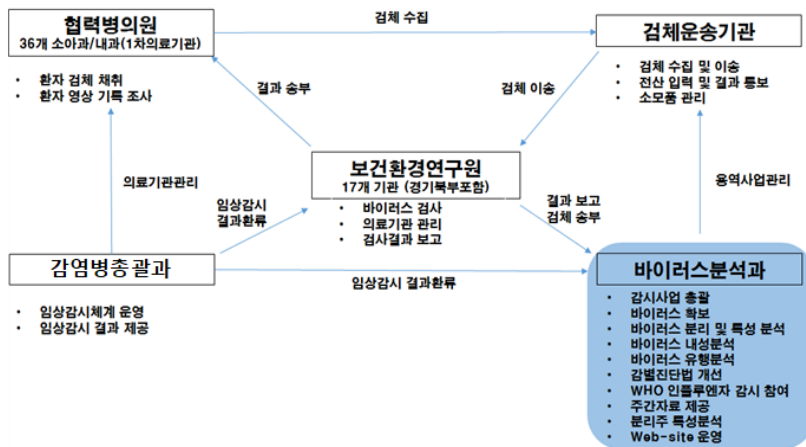 협력병의원
36개 소아과/내과(1차의료기관)
• 환자 검체 채취
• 환자 영상 기록 조사
검체 수집
검체운송기관
• 검체 수집 및 이송
• 전산 입력 및 결과 통보
• 소모품 관리
결과 송부
검체 이송
의료기관관리
보건환경연구원
17개 기관 (경기북부포함)
• 바이러스 검사
• 의료기관 관리
• 검사결과 보고
용역사업관리
임상감시
결과환류
결과 보고
검체 송부
감염병총괄과
• 임상감시체계 운영
• 임상감시 결과 제공
임상감시 결과환류
바이러스분석과
• 감시사업 총괄
• 바이러스 확보
• 바이러스 분리 및 특성 분석
• 바이러스 내성분석
• 바이러스 유행분석
• 감별진단법 개선
• WHO 인플루엔자 감시 참여
• 주간자료 제공
• 분리주 특성분석
• Web-site 운영